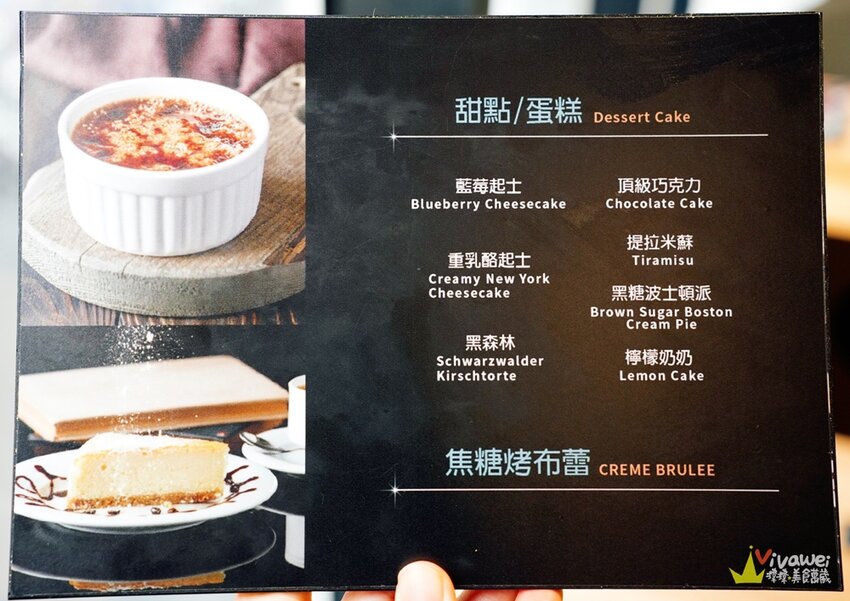 甜點/蛋糕 Dessert Cake
藍莓起士
Blueberry Cheesecake
重乳酪起士
Creamy New York
Cheesecake
黑森林
Schwarzwalder
Kirschtorte
頂級巧克力
Chocolate Cake
提拉米蘇
Tiramisu
黑糖波士頓派
Brown Sugar Boston
Cream Pie
檸檬奶奶
Lemon Cake
焦糖烤布蕾 CREME BRULEE
Vivawei